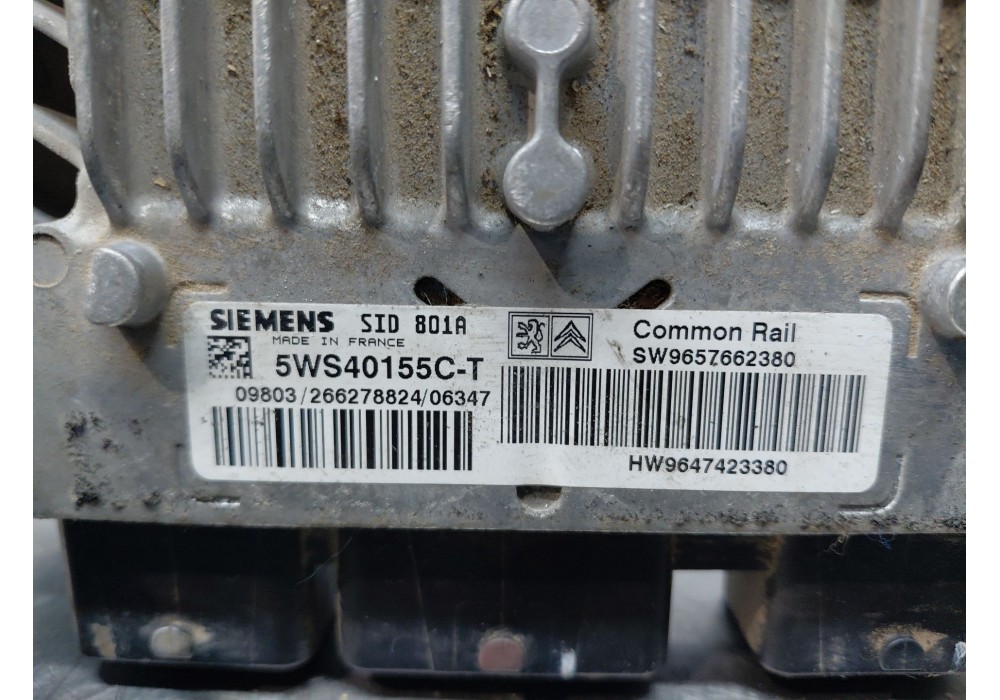 SIEMENS SID 801A
MADE IN FRANCE
5WS40155C-T
09803/266278824/06347
Common Rail
SW9657662380
HW9647423380